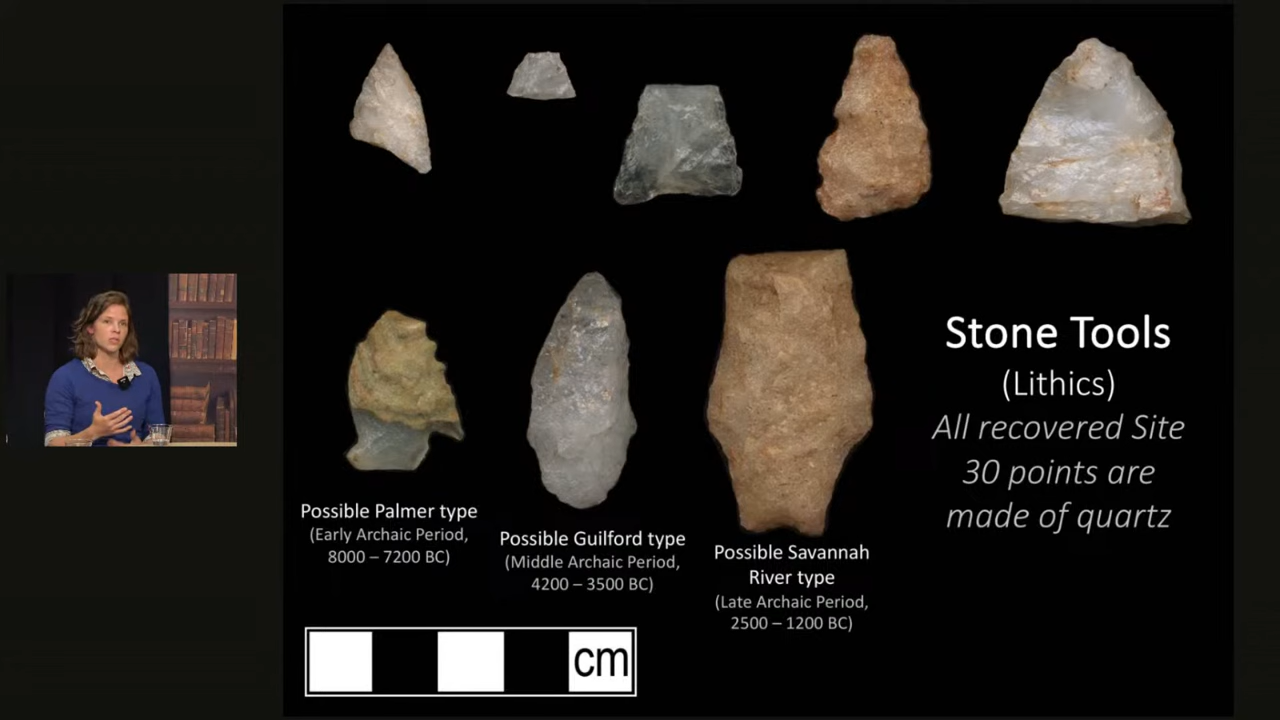 Stone Tools
(Lithics)
All recovered Site
30 points are
made of quartz
Possible Palmer type
(Early Archaic Period,
8000 – 7200 BC)
Possible Guilford type
(Middle Archaic Period,
4200 – 3500 BC)
Possible Savannah
River type
(Late Archaic Period,
2500 – 1200 BC)
cm